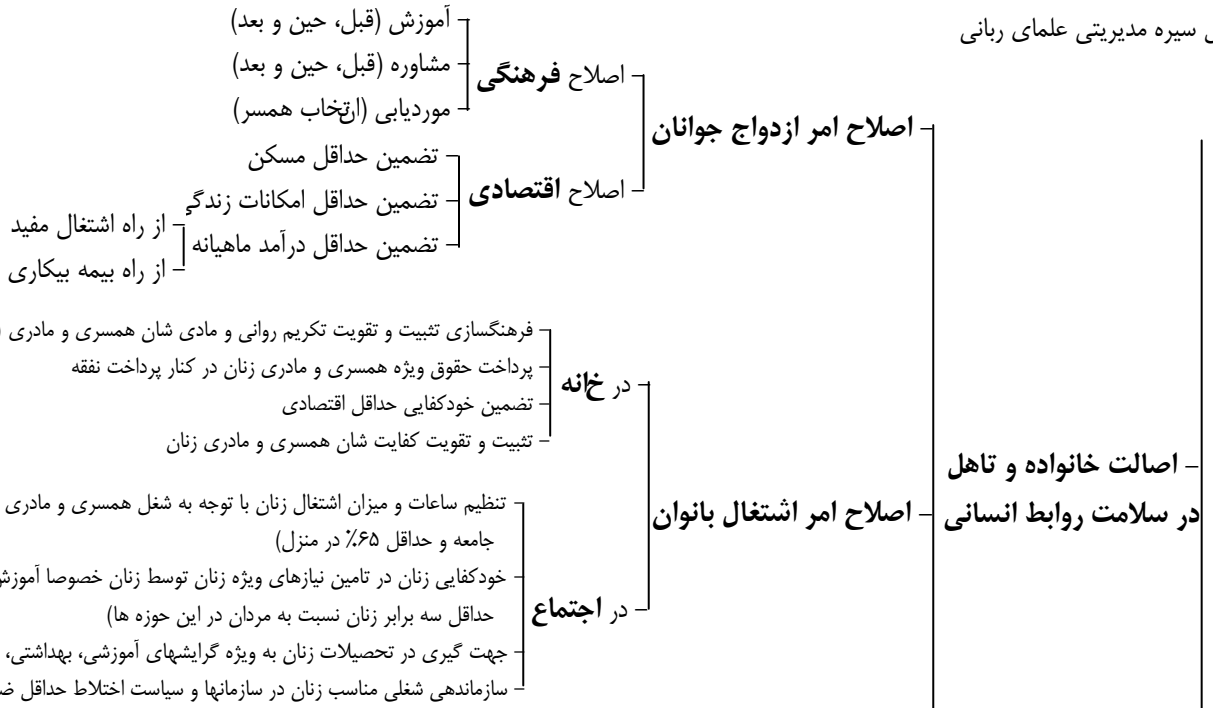 سیره مدیریتی علمای ربانی
- اصالت خانواده و تاهل
در سلامت روابط انسانی
- اصلاح امر ازدواج جوانان
- اصلاح فرهنگی
- آموزش (قبل، حین و بعد)
- مشاوره (قبل، حین و بعد)
- موردیابی (انتخاب همسر)
- اصلاح اقتصادی
- تضمین حداقل مسکن
- تضمین حداقل امکانات زندگی
- تضمین حداقل درآمد ماهیانه
- از راه اشتغال مفید
- از راه بیمه بیکاری
- اصلاح امر اشتغال بانوان
- در خانه
- فرهنگسازی تثبیت و تقویت تکریم روانی و مادی شان همسری و مادری
- پرداخت حقوق ویژه همسری و مادری زنان در کنار پرداخت نفقه
- تضمین خودکفایی حداقل اقتصادی
- تثبیت و تقویت کفایت شان همسری و مادری زنان
- در اجتماع
- تنظیم ساعات و میزان اشتغال زنان با توجه به شغل همسری و مادری
جامعه و حداقل ۶۵٪ در منزل)
- خودکفایی زنان در تامین نیازهای ویژه زنان توسط زنان خصوصا
حداقل سه برابر زنان نسبت به مردان در این حوزه ها)
- جهت گیری در تحصیلات زنان به ویژه گرایشهای آموزشی، بهداشتی،
- سازماندهی شغلی مناسب زنان در سازمانها و سیاست اختلاط حداقل